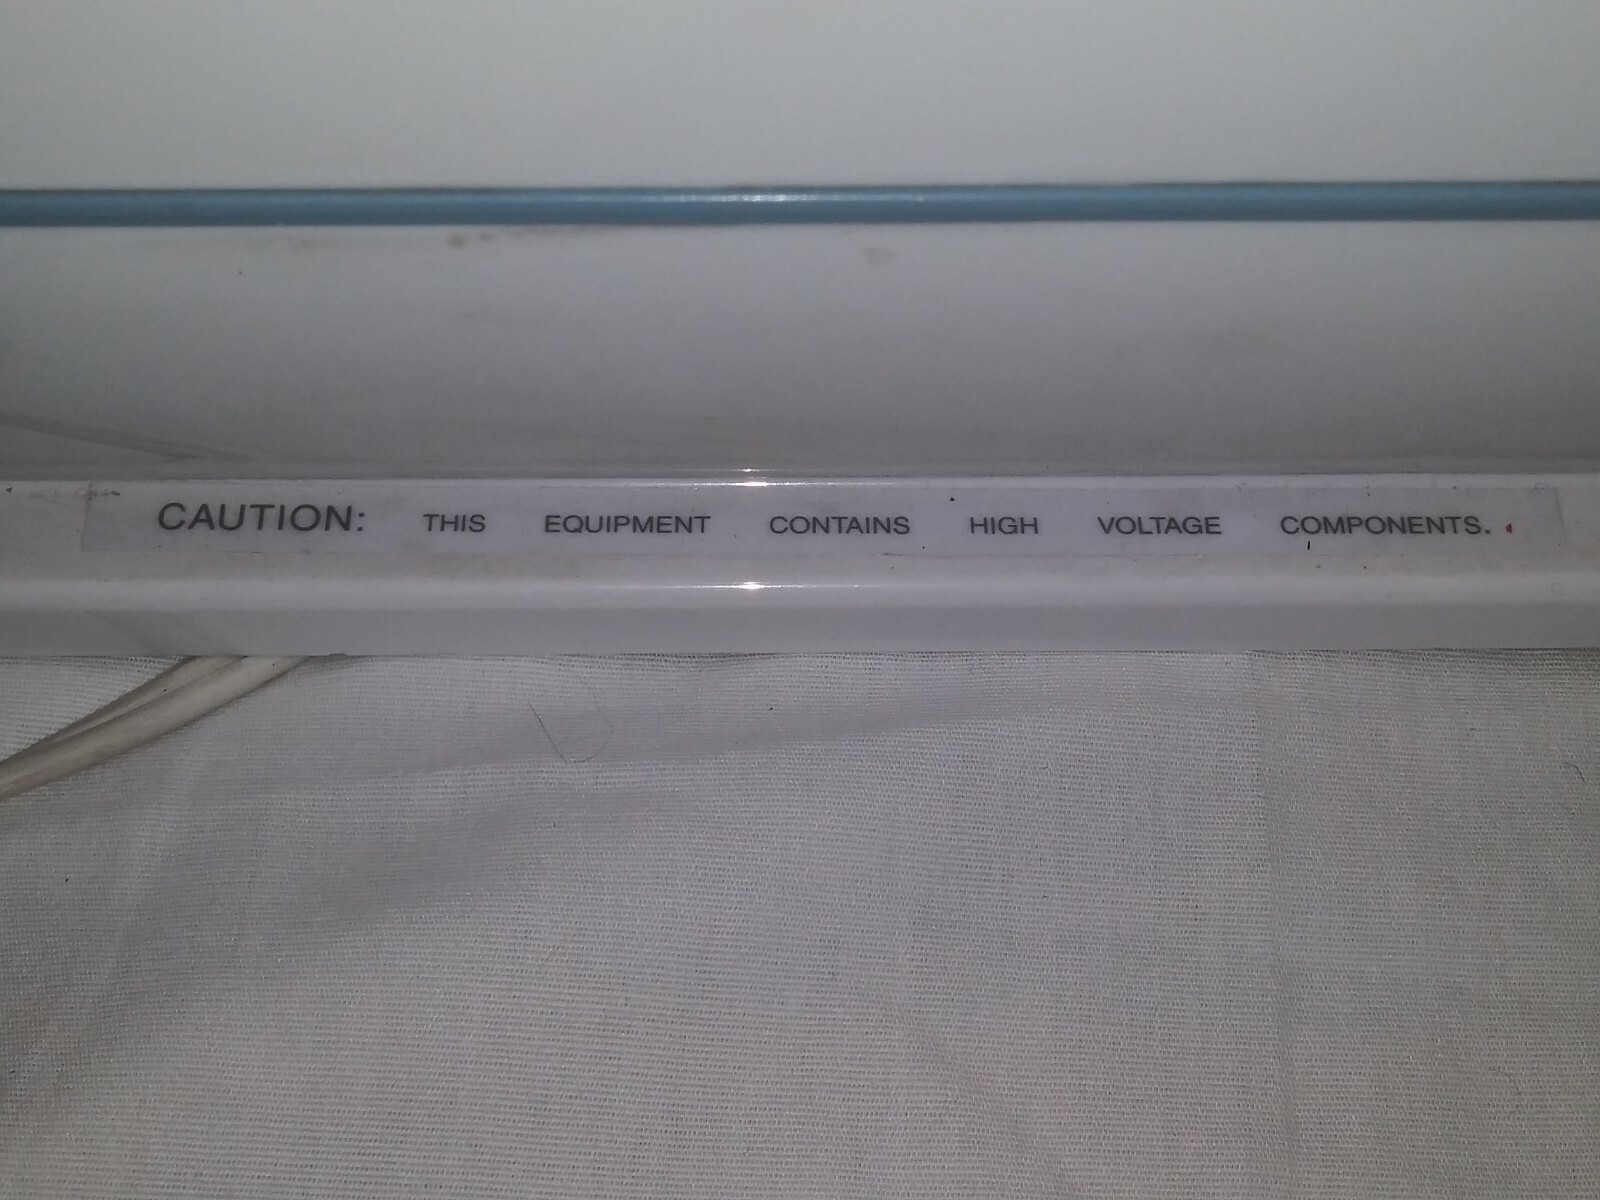 CAUTION: THIS EQUIPMENT CONTAINS HIGH VOLTAGE COMPONENTS.